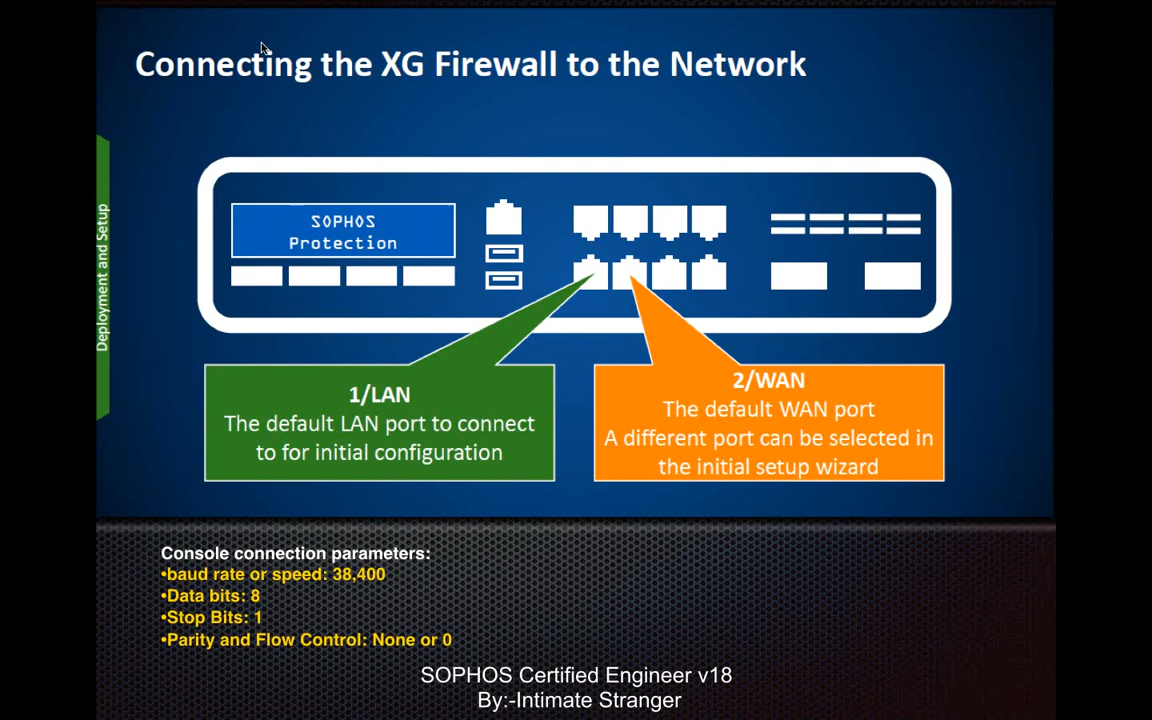 Connecting the XG Firewall to the Network
Deployment and Setup
SOPHOS
Protection
1/LAN
The default LAN port to connect
to for initial configuration
2/WAN
The default WAN port
A different port can be selected in
the initial setup wizard
Console connection parameters:
•baud rate or speed: 38,400
•Data bits: 8
•Stop Bits: 1
•Parity and Flow Control: None or 0
SOPHOS Certified Engineer v18
By:-Intimate Stranger